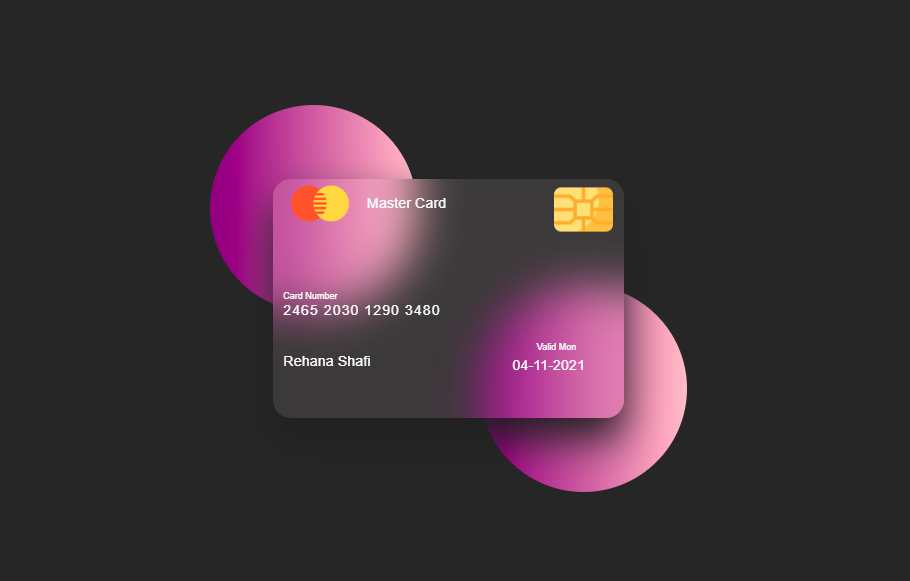 Master Card
Card Number
2465 2030 1290 3480
Valid Mon
04-11-2021
Rehana Shafi